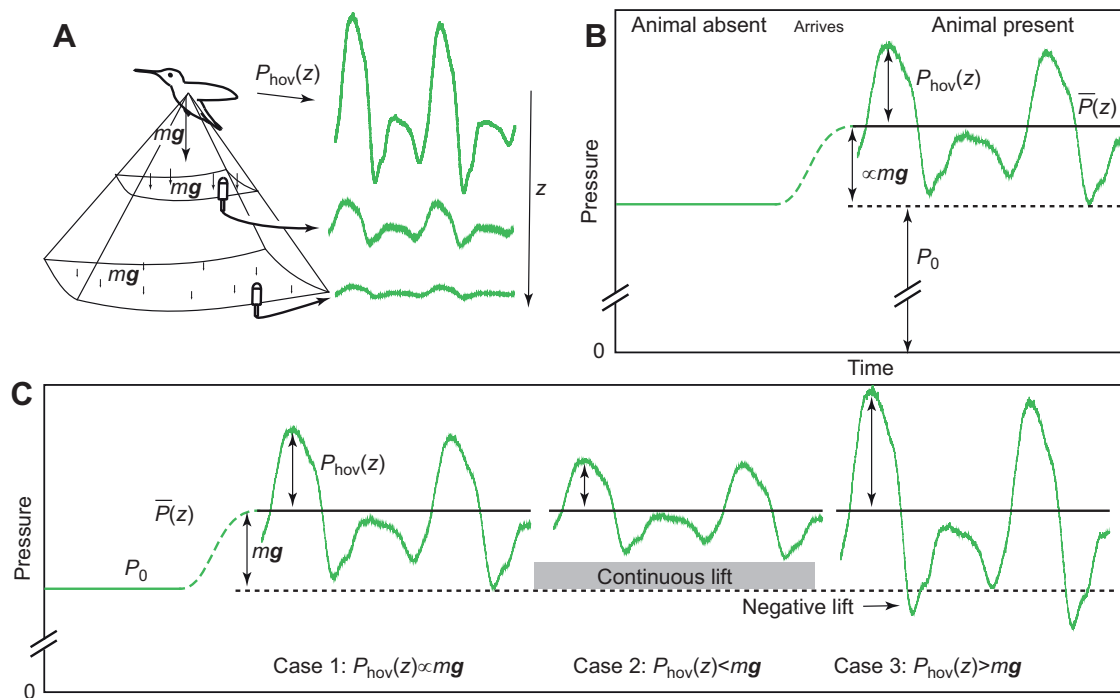 A
P_hov(z)
mg
mg
mg
z
B
Animal absent
Arrives
Animal present
P_hov(z)
P̅(z)
∝mg
P_0
Pressure
0
Time
C
P_hov(z)
P̅(z)
mg
P_0
Pressure
Continuous lift
Negative lift
Case 1: P_hov(z)∝mg
Case 2: P_hov(z)<mg
Case 3: P_hov(z)>mg
0